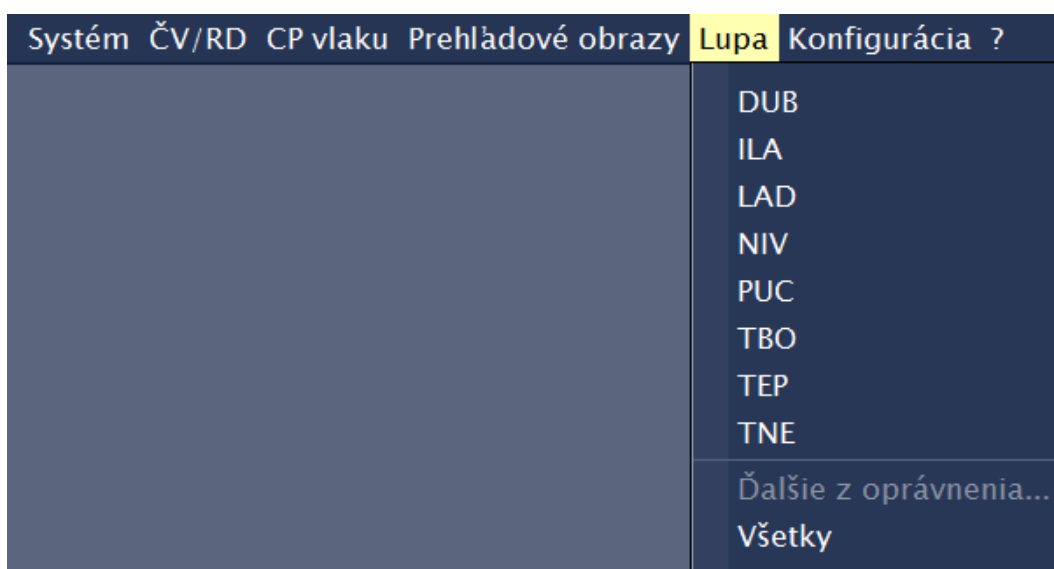 Systém ČV/RD CP vlaku Prehľadové obrazy Lupa Konfigurácia ?
DUB
ILA
LAD
NIV
PUC
TBO
TEP
TNE
Ďalšie z oprávnenia...
Všetky